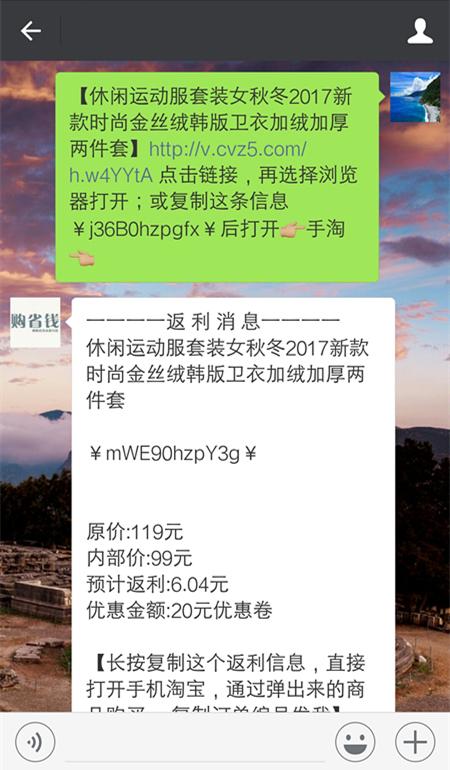 【休闲运动服套装女秋冬2017新
款时尚金丝绒韩版卫衣加绒加厚
两件套】http://v.cvz5.com/
h.w4YYtA 点击链接，再选择浏览
器打开；或复制这条信息
￥j36B0hzpgfx￥后打开👉手淘
👈
购省钱
一一一一返 利 消 息一一一一
休闲运动服套装女秋冬2017新款
时尚金丝绒韩版卫衣加绒加厚两
件套
￥mWE90hzpY3g￥
原价:119元
内部价:99元
预计返利:6.04元
优惠金额:20元优惠卷
【长按复制这个返利信息，直接
打开手机淘宝，通过弹出来的商
品购买